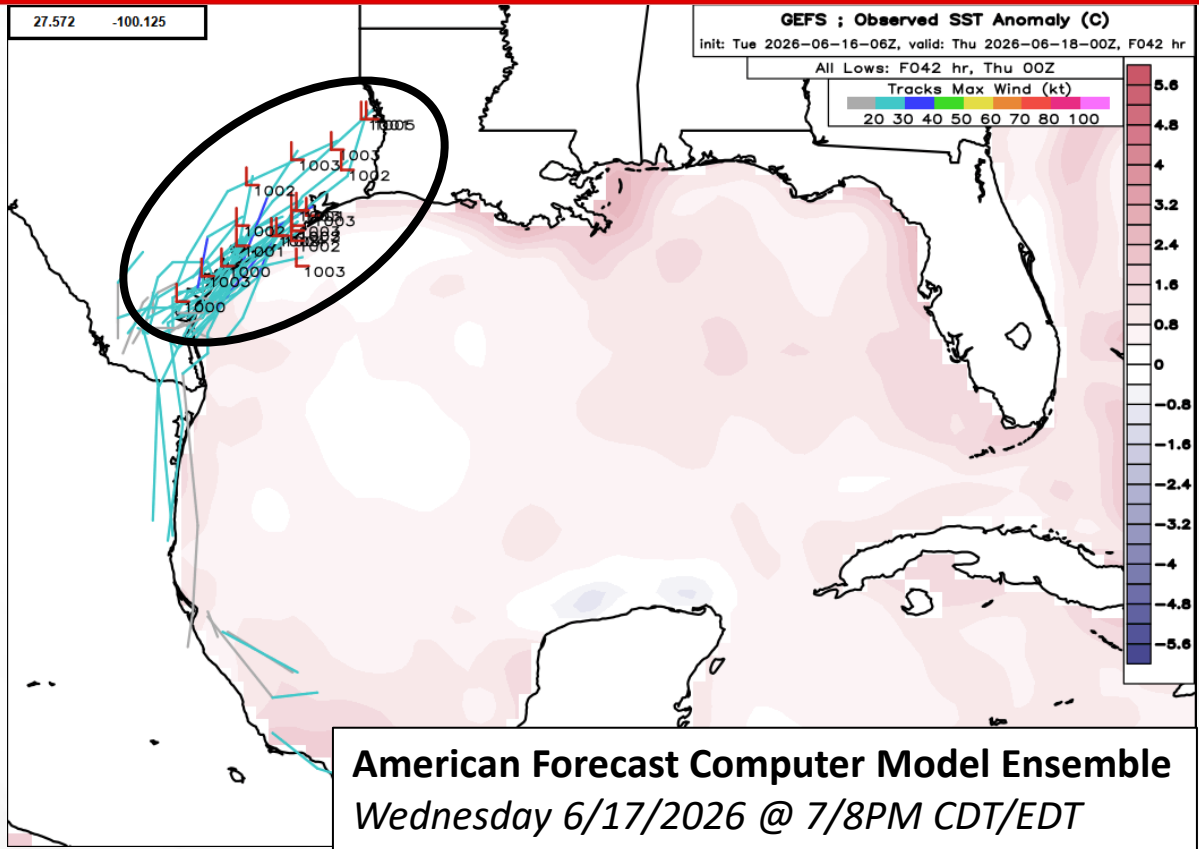 27.572 -100.125
GEFS ; Observed SST Anomaly (C)
init: Tue 2026-06-16-06Z, valid: Thu 2026-06-18-00Z, F042 hr
All Lows: F042 hr, Thu 00Z
Tracks Max Wind (kt)
20 30 40 50 60 70 80 100
5.6
4.8
4
3.2
2.4
1.6
0.8
0
-0.8
-1.6
-2.4
-3.2
-4
-4.8
-5.6
L
L 1003
L 1003
L 1002
L 1002
L 1002
L 1003
L 1002
L 1001
L 1000
L 1003
L 1003
L 1000
American Forecast Computer Model Ensemble
Wednesday 6/17/2026 @ 7/8PM CDT/EDT